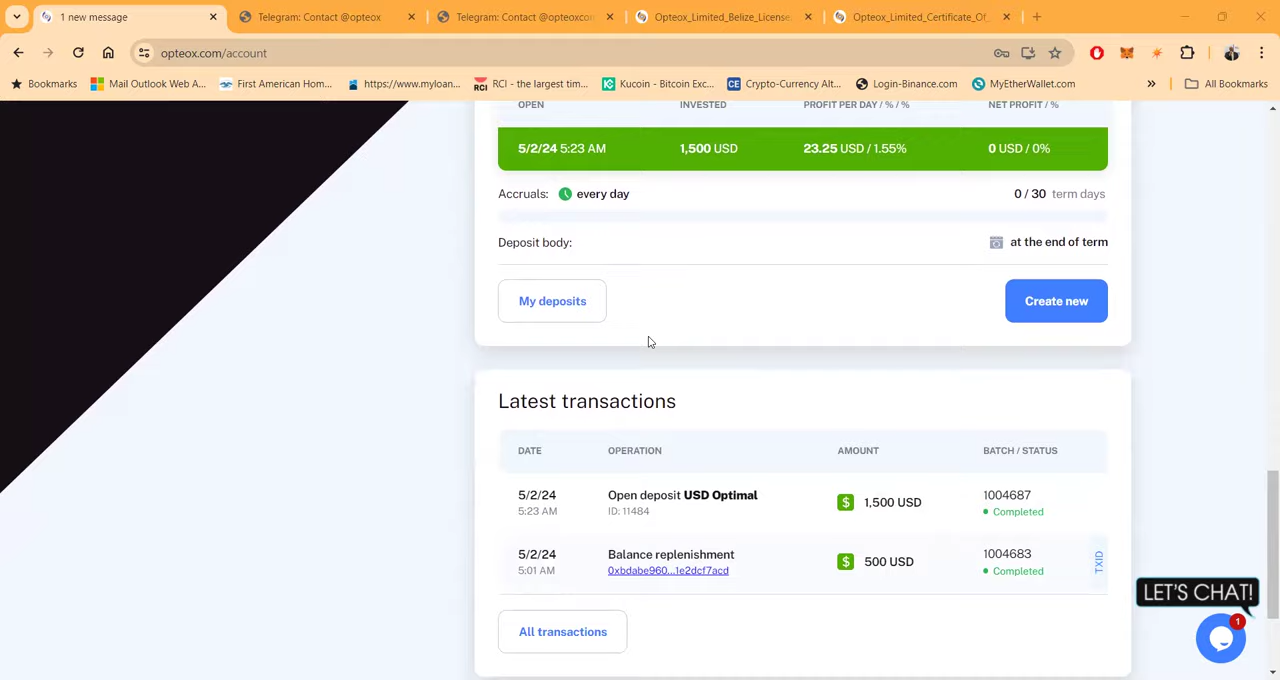 1 new message
Telegram: Contact @opteox
Telegram: Contact @opteoxcon
Opteox_Limited_Belize_License.
Opteox_Limited_Certificate_Of_
opteox.com/account
Bookmarks
Mail Outlook Web A...
First American Hom...
https://www.myloan...
RCI - the largest tim...
Kucoin - Bitcoin Exc...
Crypto-Currency Alt...
Login-Binance.com
MyEtherWallet.com
All Bookmarks
OPEN INVESTED PROFIT PER DAY / % / % NET PROFIT / %
5/2/24 5:23 AM 1,500 USD 23.25 USD / 1.55% 0 USD / 0%
Accruals: every day 0 / 30 term days
Deposit body: at the end of term
My deposits Create new
Latest transactions
DATE OPERATION AMOUNT BATCH / STATUS
5/2/24 Open deposit USD Optimal 1,500 USD 1004687
5:23 AM ID: 11484 Completed
5/2/24 Balance replenishment 500 USD 1004683
5:01 AM 0xbdabe960...1e2dcf7acd Completed
TXID
All transactions
LET'S CHAT!
1